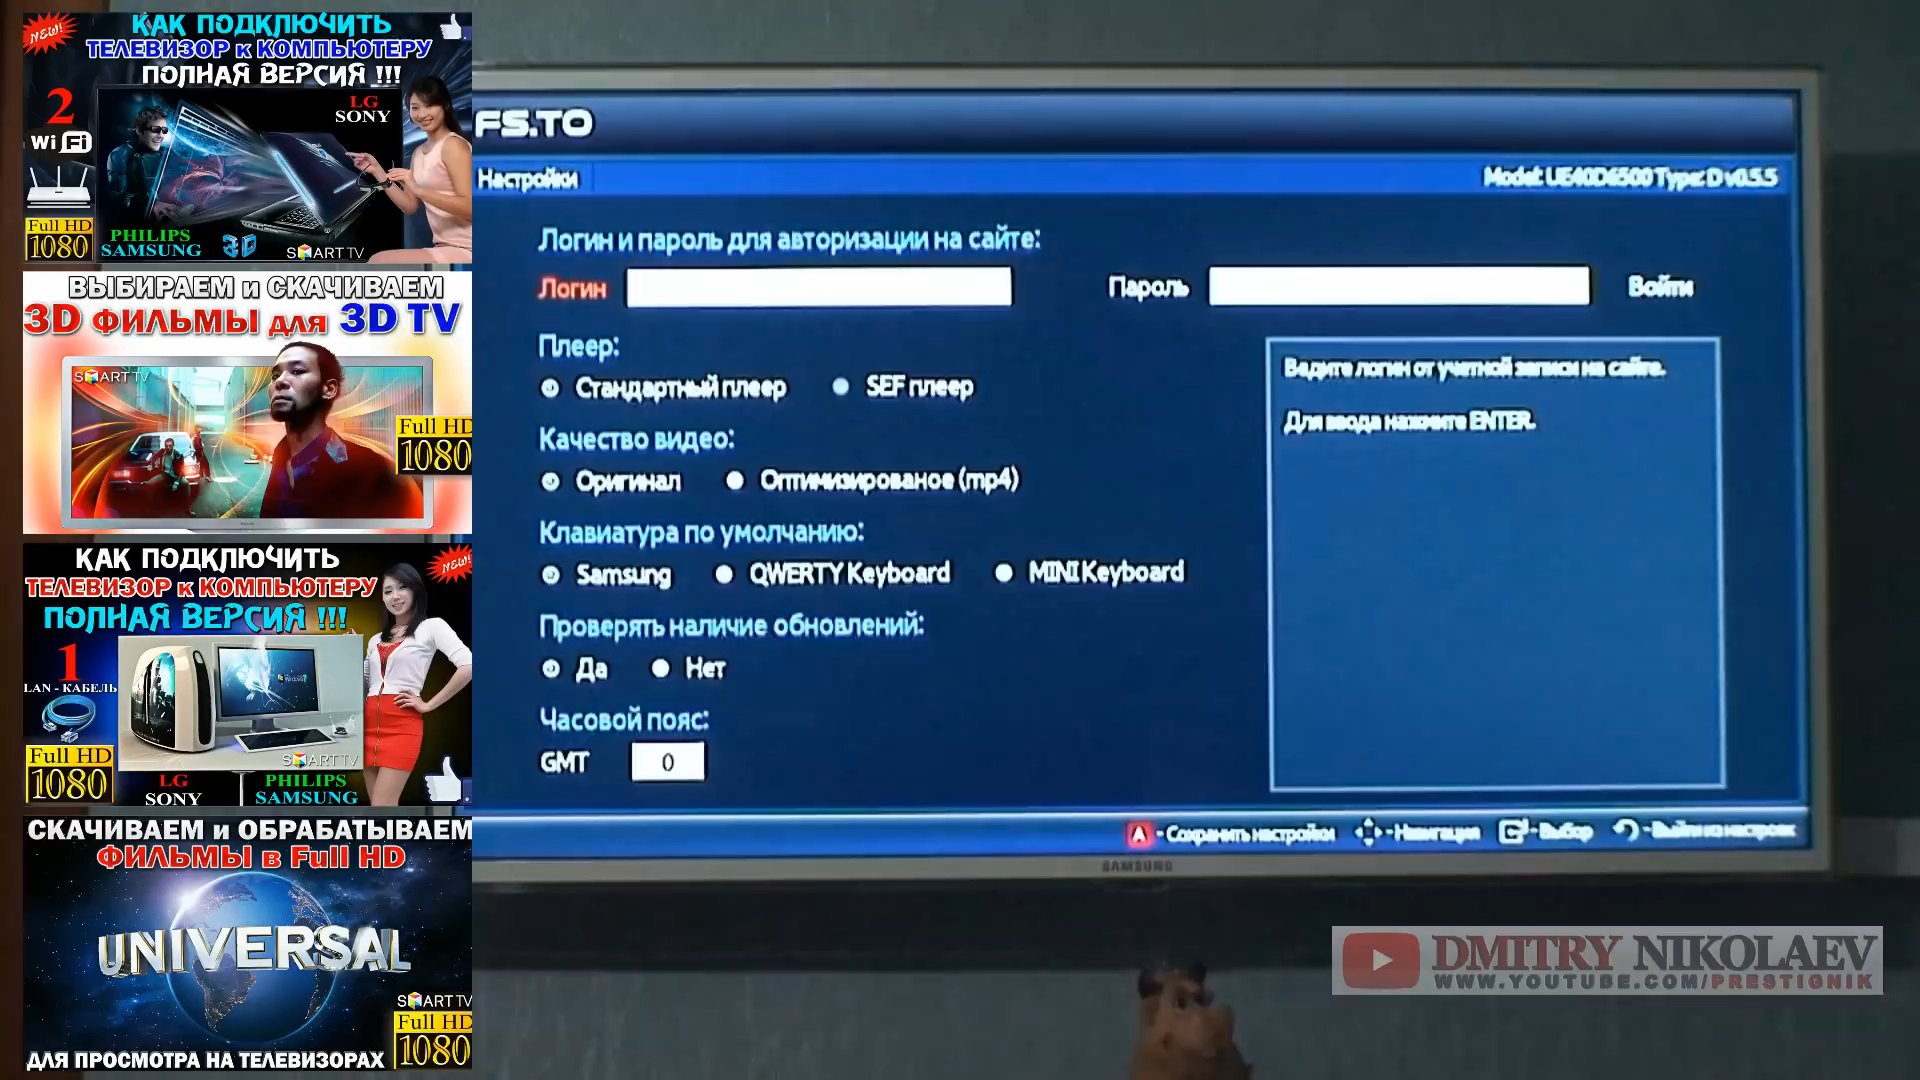 NEW!
КАК ПОДКЛЮЧИТЬ
ТЕЛЕВИЗОР к КОМПЬЮТЕРУ
ПОЛНАЯ ВЕРСИЯ !!!
2
LG
SONY
Wi Fi
Full HD
1080
PHILIPS
SAMSUNG
3D
SMART TV
ВЫБИРАЕМ и СКАЧИВАЕМ
3D ФИЛЬМЫ для 3D TV
SMART TV
Full HD
1080
КАК ПОДКЛЮЧИТЬ
NEW!
ТЕЛЕВИЗОР к КОМПЬЮТЕРУ
ПОЛНАЯ ВЕРСИЯ !!!
1
LAN - КАБЕЛЬ
SMART TV
Full HD
1080
LG
SONY
PHILIPS
SAMSUNG
СКАЧИВАЕМ и ОБРАБАТЫВАЕМ
ФИЛЬМЫ в Full HD
UNIVERSAL
SMART TV
Full HD
1080
ДЛЯ ПРОСМОТРА НА ТЕЛЕВИЗОРАХ
FS.TO
Настройки
Model: UE40D6500 Type: D v0.5.5
Логин и пароль для авторизации на сайте:
Логин
Пароль
Войти
Плеер:
Стандартный плеер
SEF плеер
Ведите логин от учетной записи на сайте.
Для ввода нажмите ENTER.
Качество видео:
Оригинал
Оптимизированое (mp4)
Клавиатура по умолчанию:
Samsung
QWERTY Keyboard
MINI Keyboard
Проверять наличие обновлений:
Да
Нет
Часовой пояс:
GMT
0
A - Сохранить настройки
- Навигация
- Выбор
- Выйти из настроек
SAMSUNG
DMITRY NIKOLAEV
WWW.YOUTUBE.COM/PRESTIGNIK